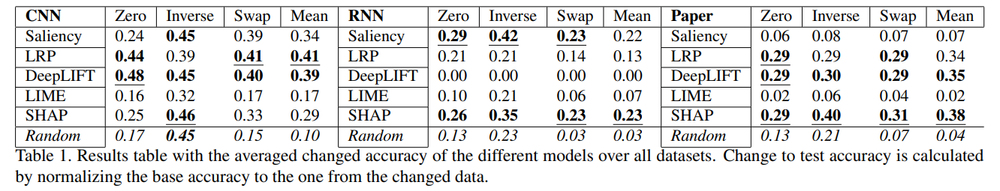 CNN Zero Inverse Swap Mean RNN Zero Inverse Swap Mean Paper Zero Inverse Swap Mean
Saliency 0.24 0.45 0.39 0.34 Saliency 0.29 0.42 0.23 0.22 Saliency 0.06 0.08 0.07 0.07
LRP 0.44 0.39 0.41 0.41 LRP 0.21 0.21 0.14 0.13 LRP 0.29 0.29 0.29 0.34
DeepLIFT 0.48 0.45 0.40 0.39 DeepLIFT 0.00 0.00 0.00 0.00 DeepLIFT 0.29 0.30 0.29 0.35
LIME 0.16 0.32 0.17 0.17 LIME 0.10 0.21 0.06 0.07 LIME 0.02 0.06 0.04 0.02
SHAP 0.25 0.46 0.33 0.29 SHAP 0.26 0.35 0.23 0.23 SHAP 0.29 0.40 0.31 0.38
Random 0.17 0.45 0.15 0.10 Random 0.13 0.23 0.03 0.03 Random 0.13 0.21 0.07 0.04
Table 1. Results table with the averaged changed accuracy of the different models over all datasets. Change to test accuracy is calculated
by normalizing the base accuracy to the one from the changed data.